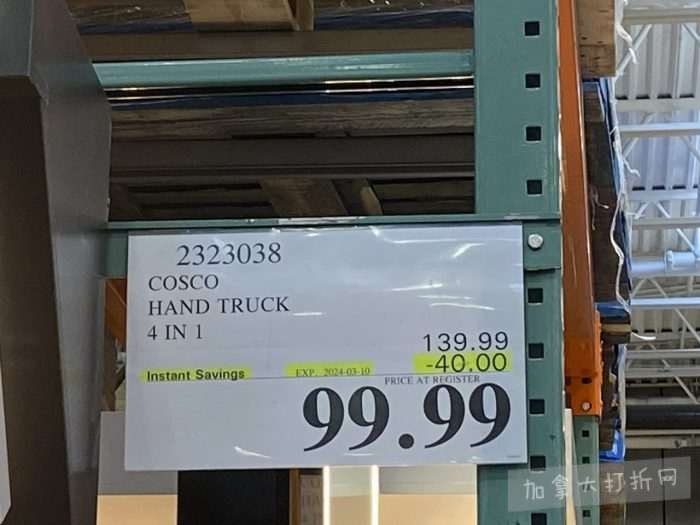 2323038
COSCO
HAND TRUCK
4 IN 1
139.99
Instant Savings EXP. 2024-03-10 -40.00
PRICE AT REGISTER
99.99
加拿大打折网